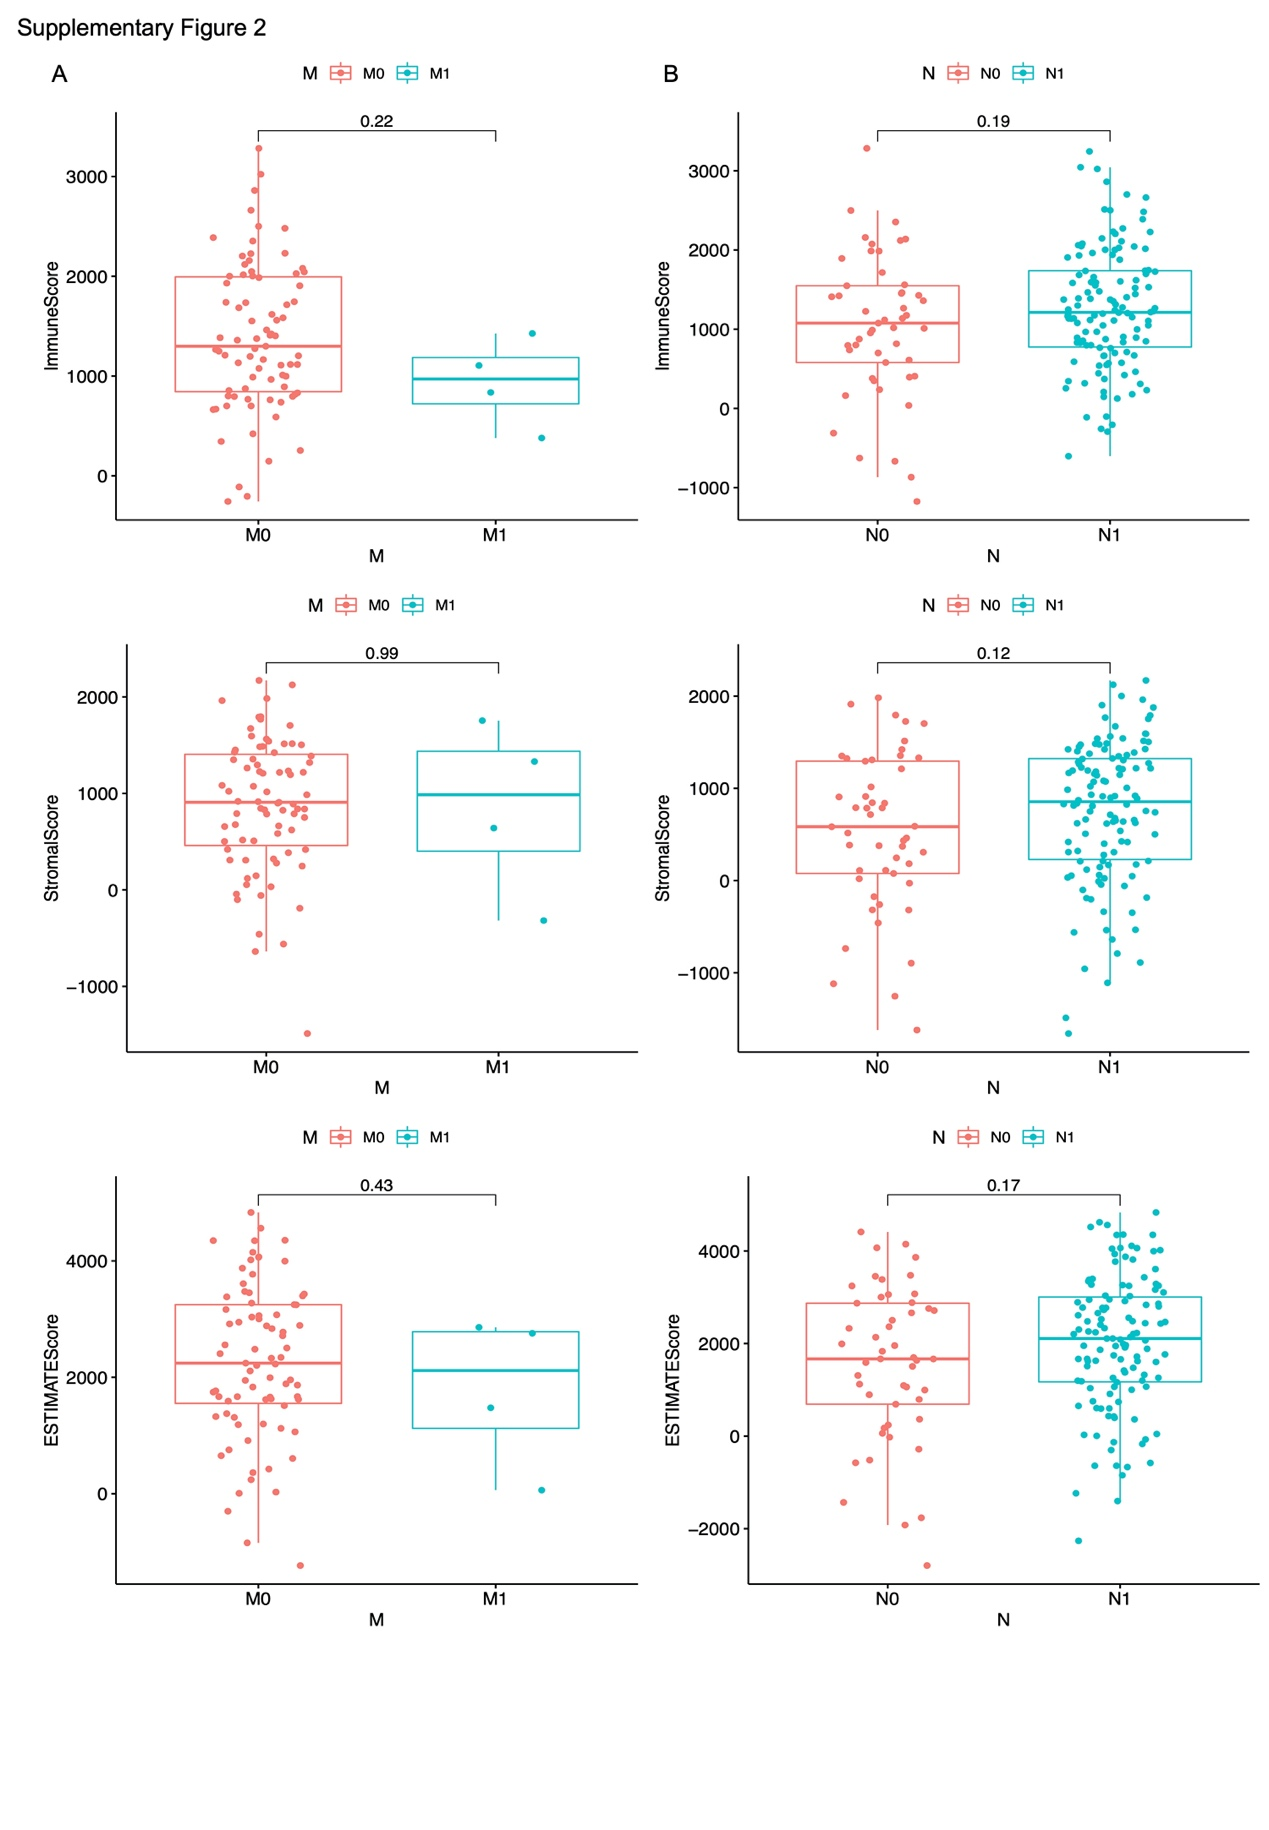 Supplementary Figure 2
A
M M0 M1
0.22
ImmuneScore
3000
2000
1000
0
M0 M1
M
B
N N0 N1
0.19
ImmuneScore
3000
2000
1000
0
−1000
N0 N1
N
M M0 M1
0.99
StromalScore
2000
1000
0
−1000
M0 M1
M
N N0 N1
0.12
StromalScore
2000
1000
0
−1000
N0 N1
N
M M0 M1
0.43
ESTIMATEScore
4000
2000
0
M0 M1
M
N N0 N1
0.17
ESTIMATEScore
4000
2000
0
−2000
N0 N1
N